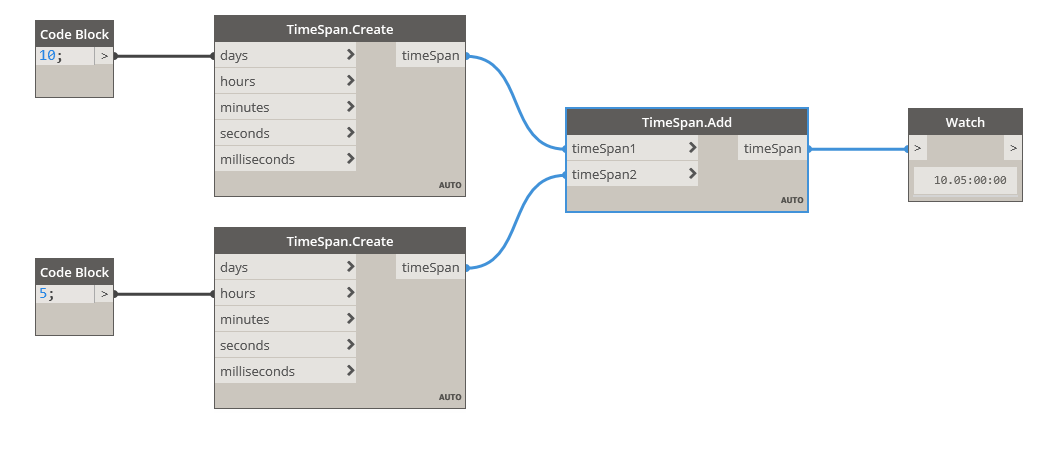 Code Block
10;
>
TimeSpan.Create
days
timeSpan
hours
minutes
seconds
milliseconds
AUTO
Code Block
5;
>
TimeSpan.Create
days
timeSpan
hours
minutes
seconds
milliseconds
AUTO
TimeSpan.Add
timeSpan1
timeSpan
timeSpan2
AUTO
Watch
> >
10.05:00:00